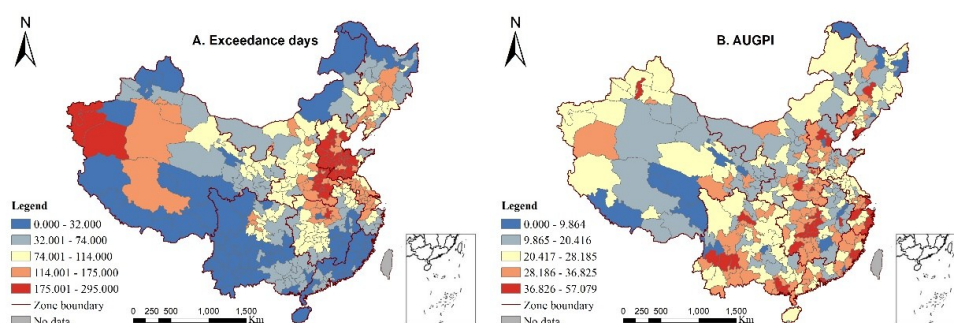 N
A. Exceedance days
Legend
0.000 - 32.000
32.001 - 74.000
74.001 - 114.000
114.001 - 175.000
175.001 - 295.000
Zone boundary
No data
0 250 500 1,000 1,500
Km
N
B. AUGPI
Legend
0.000 - 9.864
9.865 - 20.416
20.417 - 28.185
28.186 - 36.825
36.826 - 57.079
Zone boundary
No data
0 250 500 1,000 1,500
Km